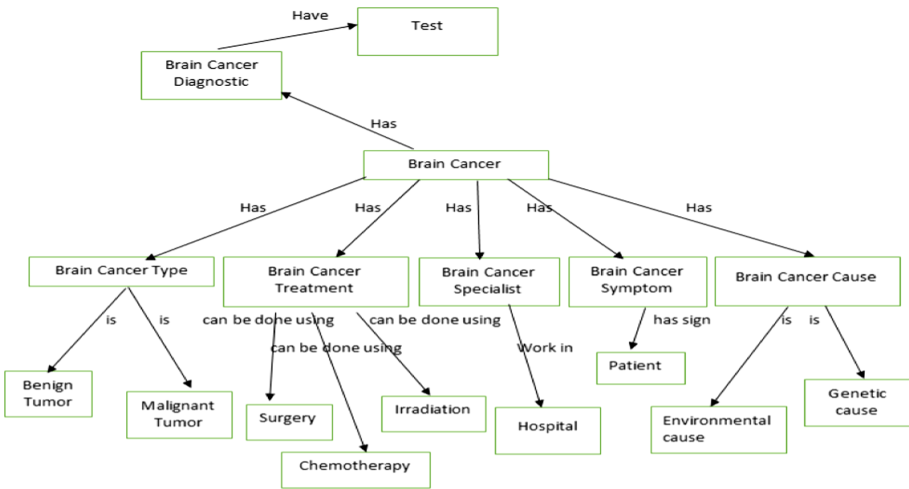 Have
Test
Brain Cancer
Diagnostic
Has
Brain Cancer
Has
Has
Has
Has
Has
Brain Cancer Type
Brain Cancer
Treatment
Brain Cancer
Specialist
Brain Cancer
Symptom
Brain Cancer Cause
is
is
can be done using
can be done using
can be done using
Work in
has sign
is
is
Patient
Benign
Tumor
Malignant
Tumor
Surgery
Irradiation
Chemotherapy
Hospital
Environmental
cause
Genetic
cause